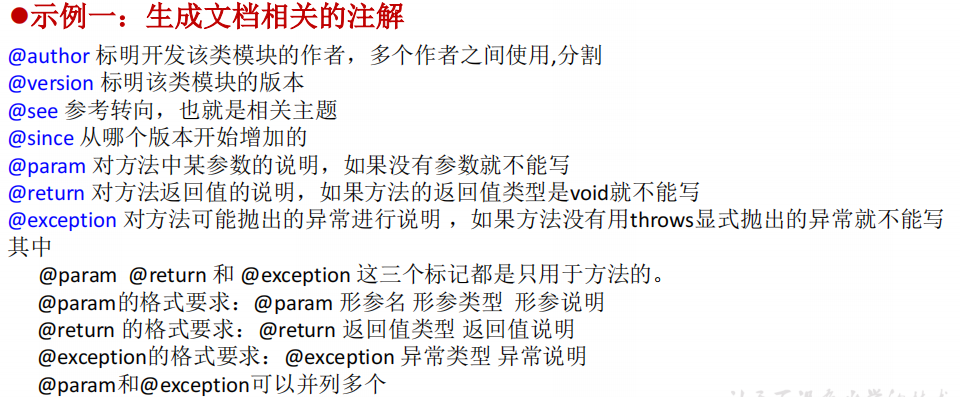 ●示例一：生成文档相关的注解
@author 标明开发该类模块的作者，多个作者之间使用,分割
@version 标明该类模块的版本
@see 参考转向，也就是相关主题
@since 从哪个版本开始增加的
@param 对方法中某参数的说明，如果没有参数就不能写
@return 对方法返回值的说明，如果方法的返回值类型是void就不能写
@exception 对方法可能抛出的异常进行说明 ，如果方法没有用throws显式抛出的异常就不能写
其中
@param @return 和 @exception 这三个标记都是只用于方法的。
@param的格式要求：@param 形参名 形参类型 形参说明
@return 的格式要求：@return 返回值类型 返回值说明
@exception的格式要求：@exception 异常类型 异常说明
@param和@exception可以并列多个